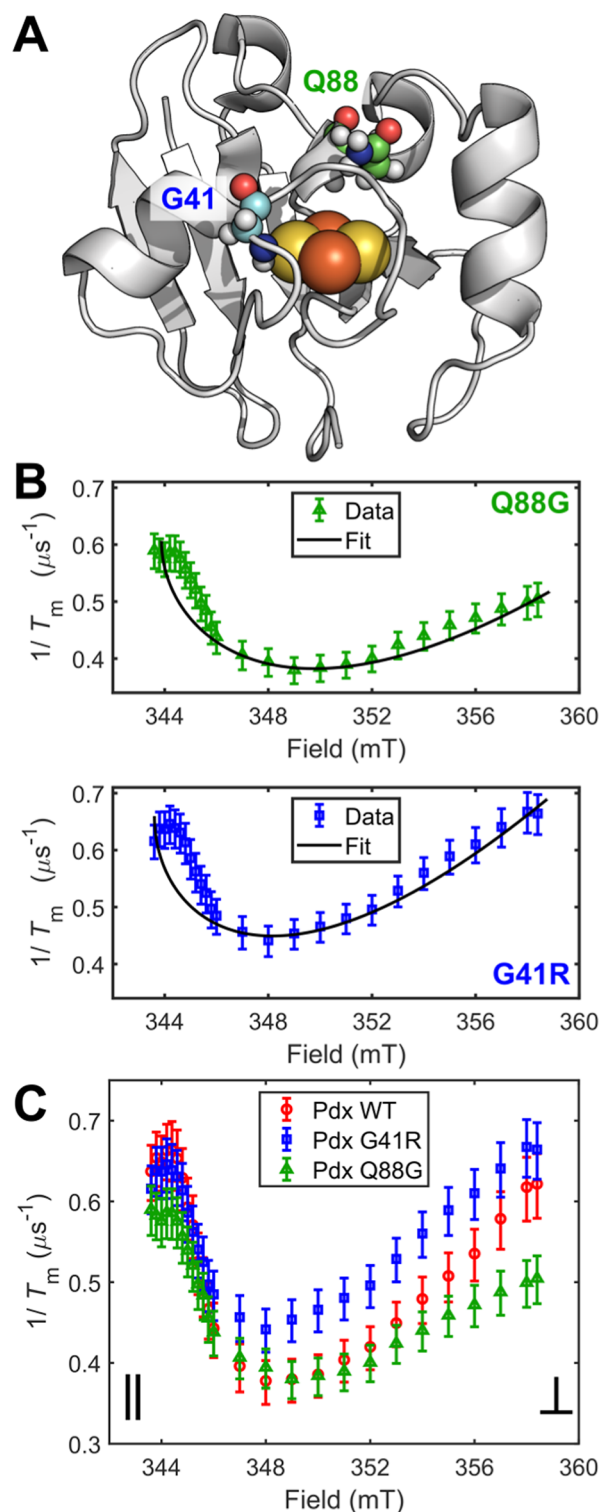 A
Q88
G41
B
0.7
0.6
0.5
0.4
1/ Tm (μs⁻¹)
Data
Fit
Q88G
344 348 352 356 360
Field (mT)
0.7
0.6
0.5
0.4
1/ Tm (μs⁻¹)
Data
Fit
G41R
344 348 352 356 360
Field (mT)
C
0.7
0.6
0.5
0.4
0.3
1/ Tm (μs⁻¹)
Pdx WT
Pdx G41R
Pdx Q88G
||
⊥
344 348 352 356 360
Field (mT)